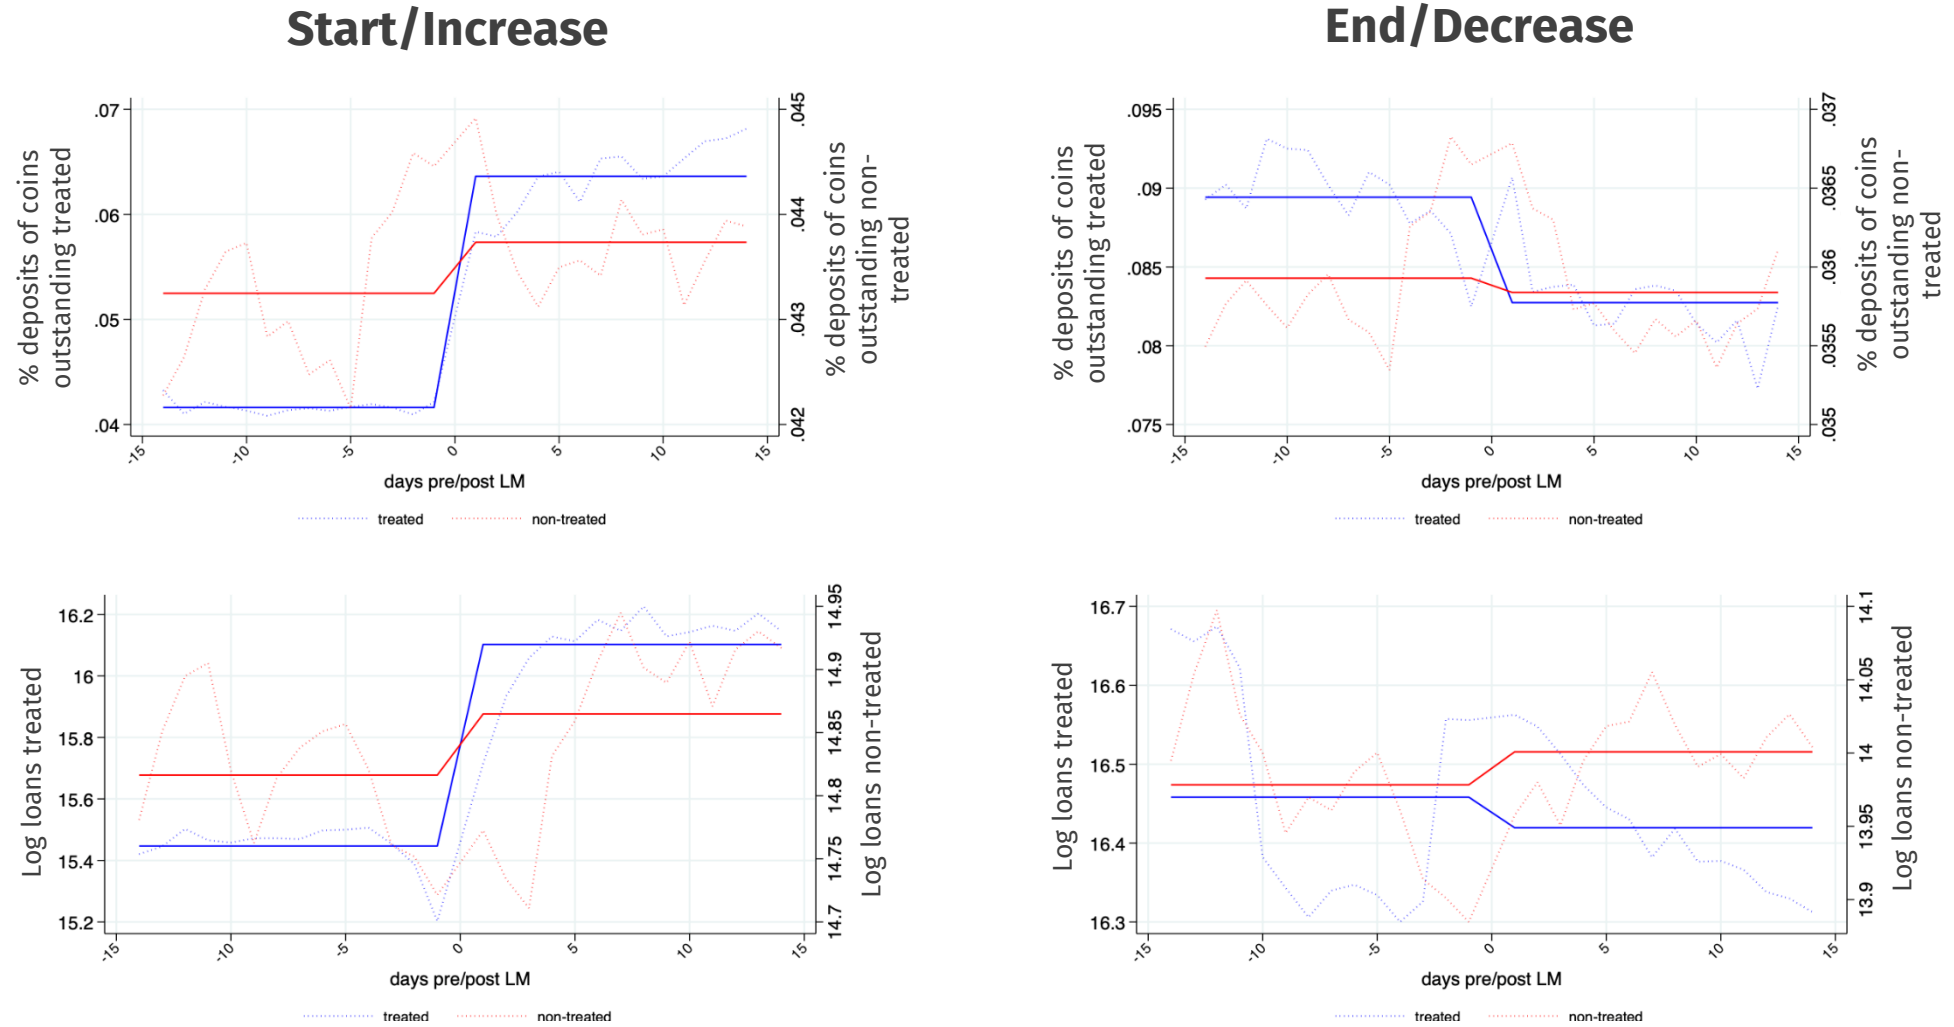 Start/Increase
End/Decrease
% deposits of coins
outstanding treated
.07
.06
.05
.04
.045
.044
.043
.042
% deposits of coins
outstanding non-
treated
-15
-10
-5
0
5
10
15
days pre/post LM
treated
non-treated
% deposits of coins
outstanding treated
.095
.09
.085
.08
.075
.037
.0365
.036
.0355
.035
% deposits of coins
outstanding non-
treated
-15
-10
-5
0
5
10
15
days pre/post LM
treated
non-treated
Log loans treated
16.2
16
15.8
15.6
15.4
15.2
14.95
14.9
14.85
14.8
14.75
14.7
Log loans non-treated
-15
-10
-5
0
5
10
15
days pre/post LM
treated
non-treated
Log loans treated
16.7
16.6
16.5
16.4
16.3
14.1
14.05
14
13.95
13.9
Log loans non-treated
-15
-10
-5
0
5
10
15
days pre/post LM
treated
non-treated